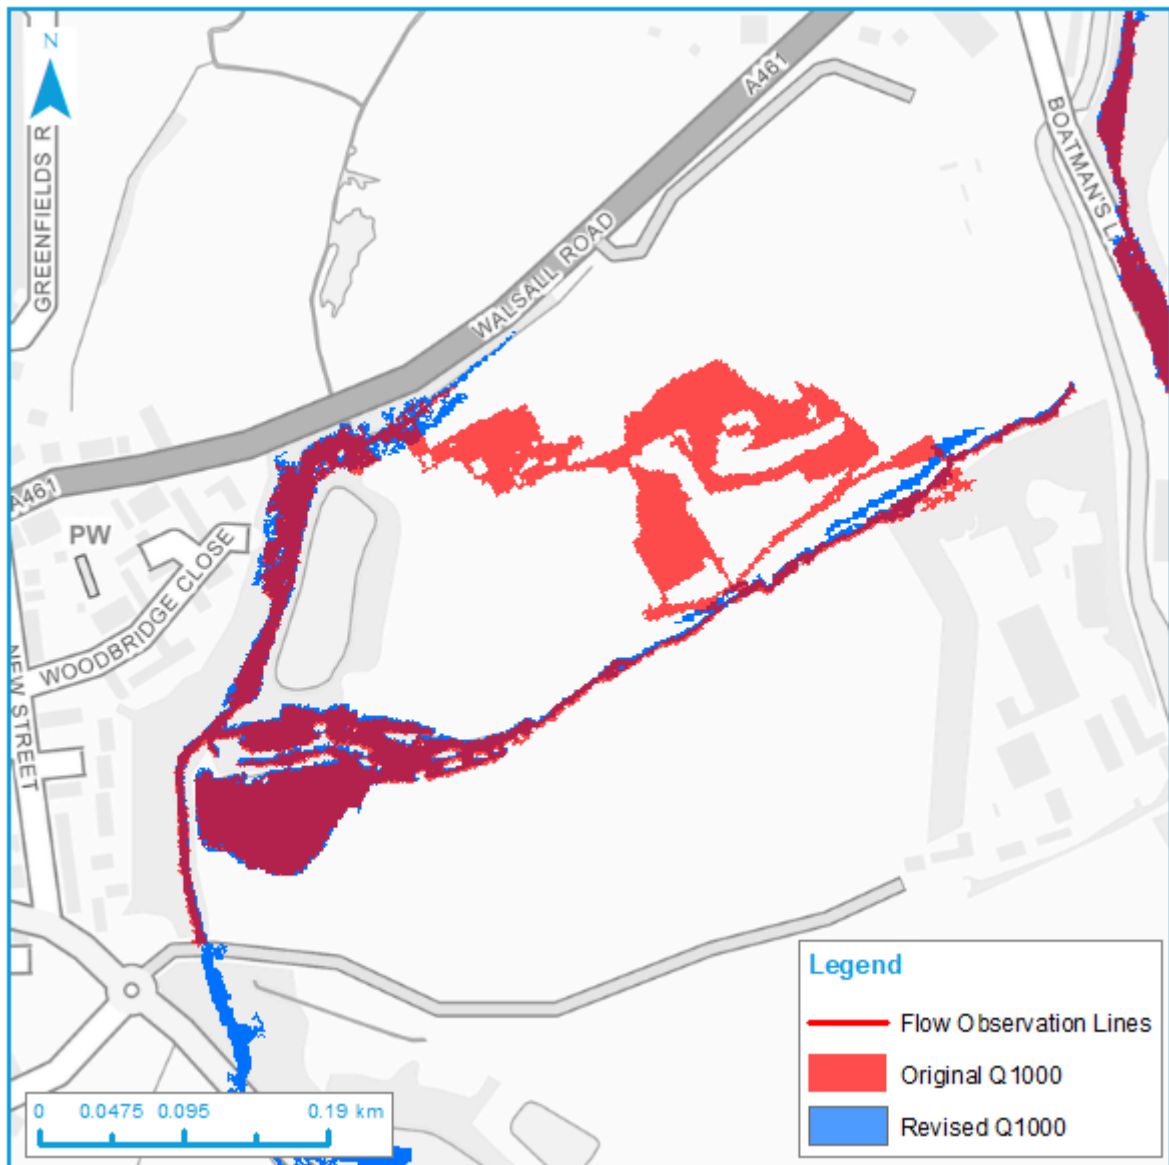 N
GREENFIELDS R
A461
BOATMAN'S L
WALSALL ROAD
A461
PW
WOODBRIDGE CLOSE
NEW STREET
Legend
Flow Observation Lines
Original Q1000
Revised Q1000
0 0.0475 0.095 0.19 km